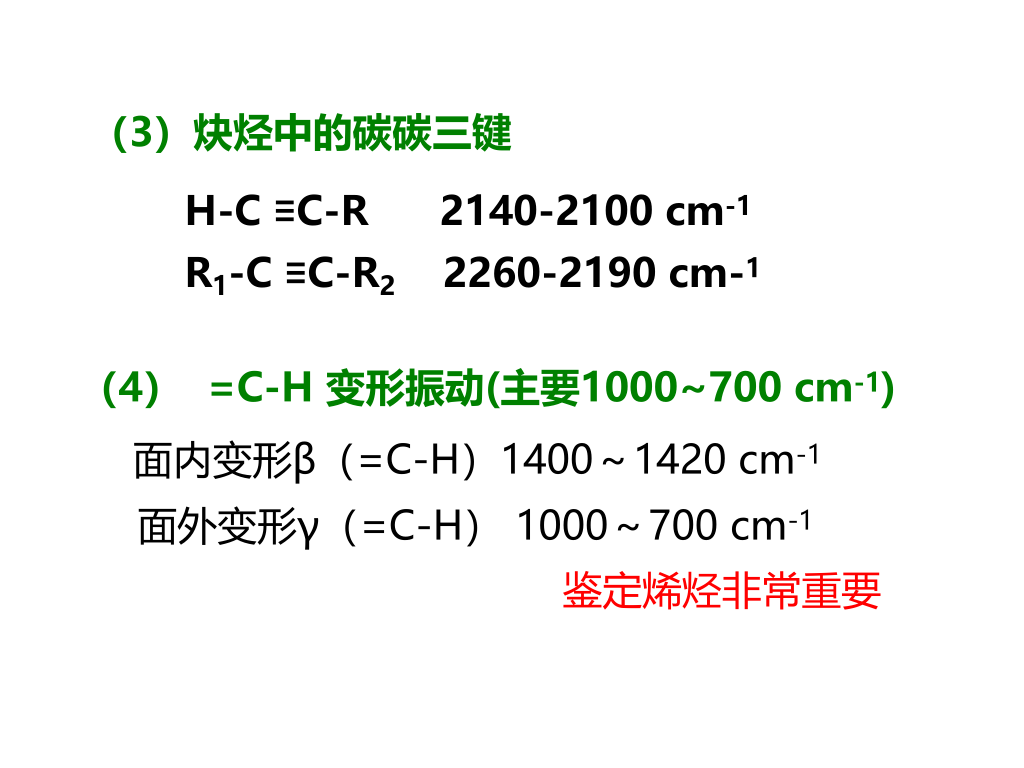 （3）炔烃中的碳碳三键
H-C ≡C-R 2140-2100 cm⁻¹
R₁-C ≡C-R₂ 2260-2190 cm-¹
（4） =C-H 变形振动(主要1000~700 cm⁻¹)
面内变形β（=C-H）1400～1420 cm⁻¹
面外变形γ（=C-H） 1000～700 cm⁻¹
鉴定烯烃非常重要